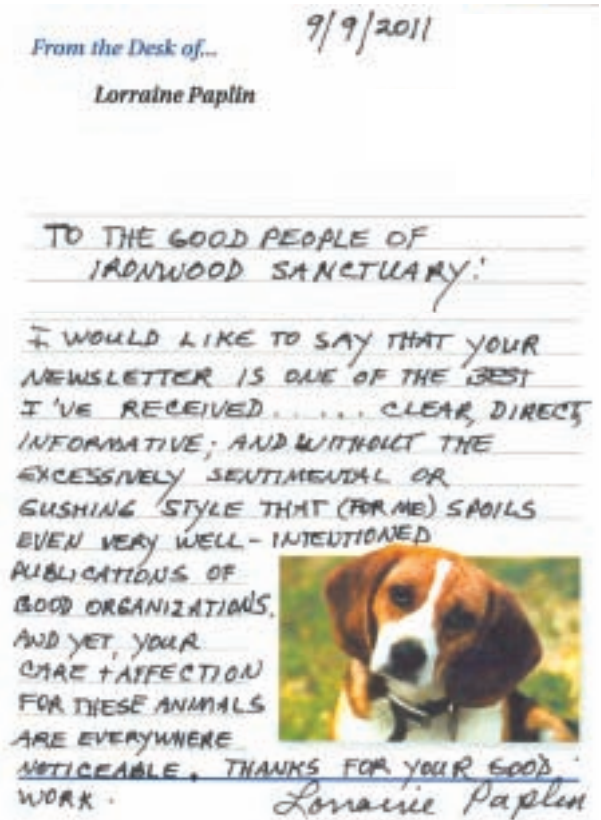 9/9/2011
From the Desk of...
Lorraine Paplin
TO THE GOOD PEOPLE OF
IRONWOOD SANCTUARY:
I WOULD LIKE TO SAY THAT YOUR
NEWSLETTER IS ONE OF THE BEST
I'VE RECEIVED...... CLEAR, DIRECT,
INFORMATIVE; AND WITHOUT THE
EXCESSIVELY SENTIMENTAL OR
GUSHING STYLE THAT (FOR ME) SPOILS
EVEN VERY WELL-INTENTIONED
PUBLICATIONS OF
GOOD ORGANIZATIONS.
AND YET, YOUR
CARE + AFFECTION
FOR THESE ANIMALS
ARE EVERYWHERE
NOTICEABLE. THANKS FOR YOUR GOOD
WORK. Lorraine Paplin